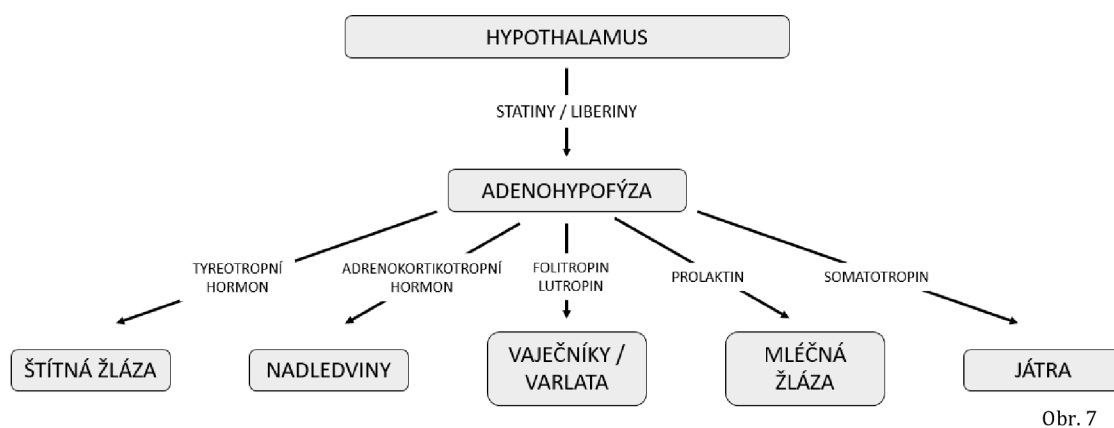 HYPOTHALAMUS
STATINY / LIBERINY
ADENOHYPOFÝZA
TYREOTROPNÍ
HORMON
ADRENOKORTIKOTROPNÍ
HORMON
FOLITROPIN
LUTROPIN
PROLAKTIN
SOMATOTROPIN
ŠTÍTNÁ ŽLÁZA
NADLEDVINY
VAJEČNÍKY /
VARLATA
MLÉČNÁ
ŽLÁZA
JÁTRA
Obr. 7